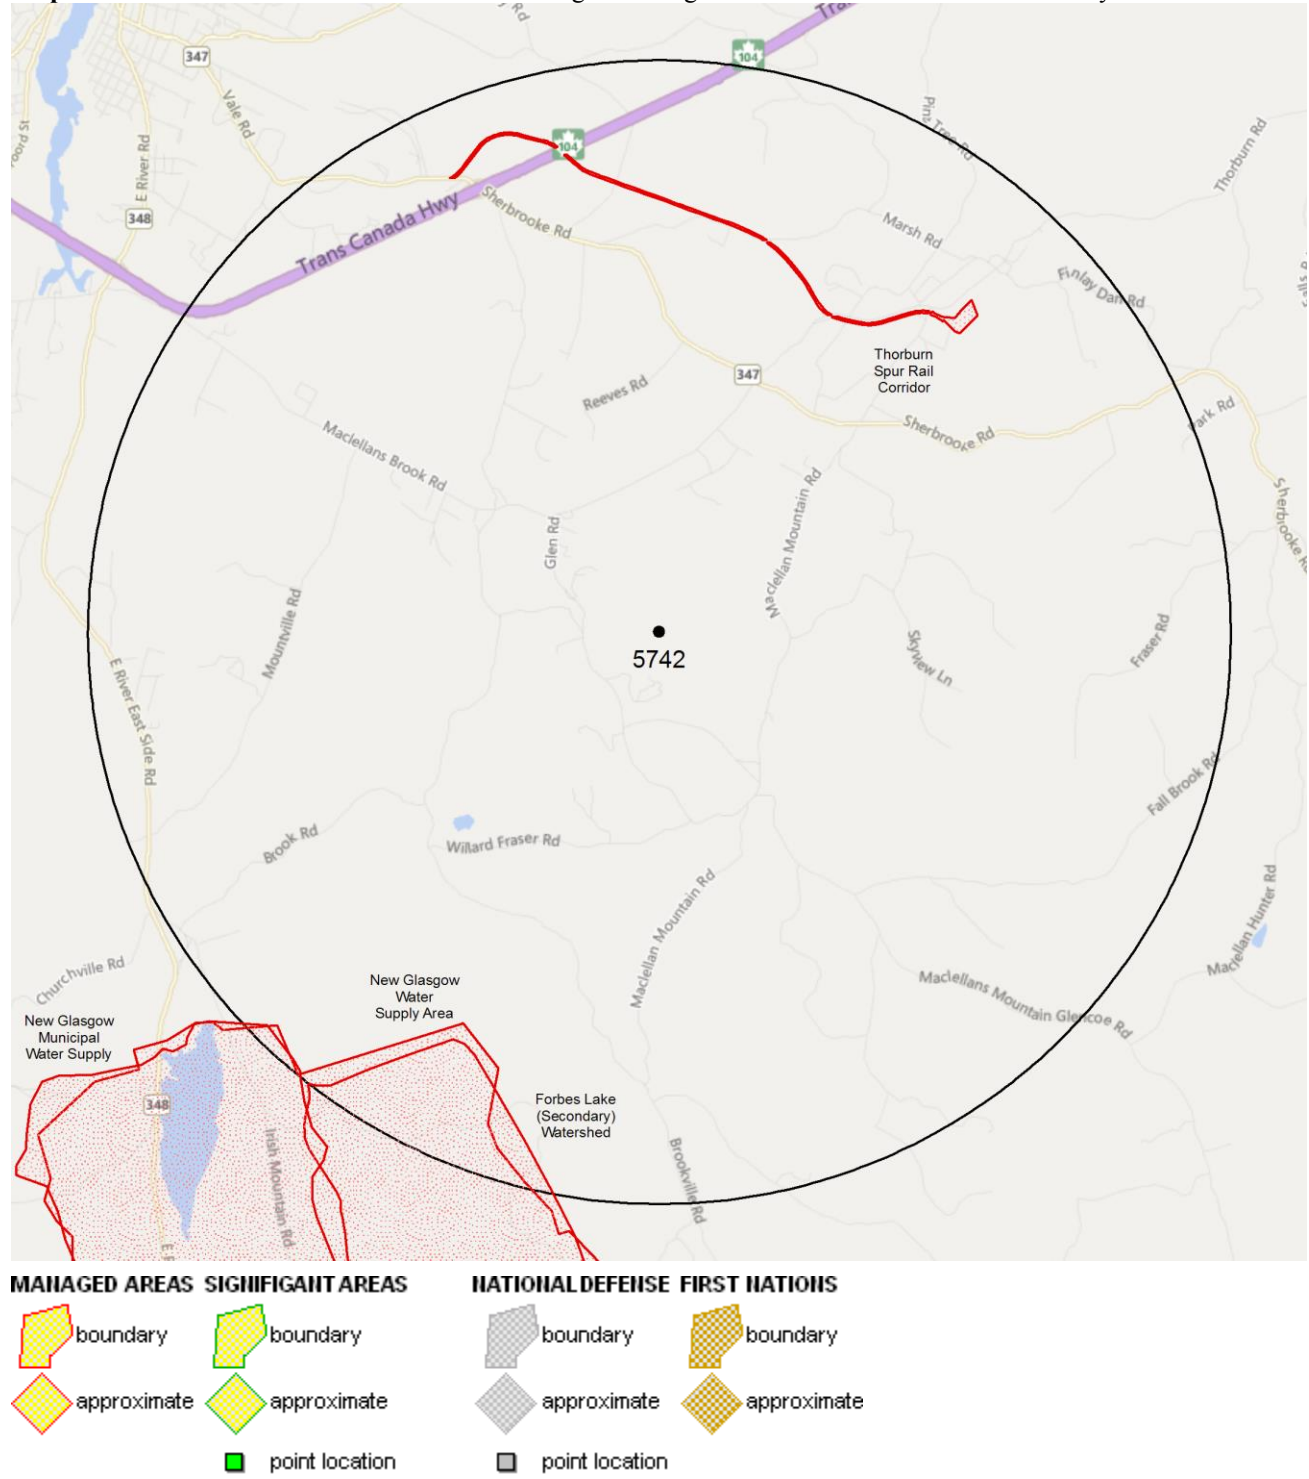 347
104
Vale Rd
Pine Tree Rd
Thorburn Rd
104
E River Rd
348
Trans Canada Hwy
Sherbrooke Rd
Marsh Rd
Finlay Dan Rd
Thorburn
Spur Rail
Corridor
347
Reeves Rd
Sherbrooke Rd
Park Rd
Maclellans Brook Rd
Sherbrooke Rd
Glen Rd
Maclellan Mountain Rd
Mountville Rd
5742
Skyview Ln
Fraser Rd
E River East Side Rd
Fall Brook Rd
Brook Rd
Willard Fraser Rd
Maclellan Mountain Rd
Maclellan Hunter Rd
Churchville Rd
New Glasgow
Water
Supply Area
Maclellans Mountain Glencoe Rd
New Glasgow
Municipal
Water Supply
348
Forbes Lake
(Secondary)
Watershed
Irish Mountain Rd
Brookville Rd
MANAGED AREAS SIGNIFIGANT AREAS NATIONAL DEFENSE FIRST NATIONS
boundary boundary boundary boundary
approximate approximate approximate approximate
point location point location